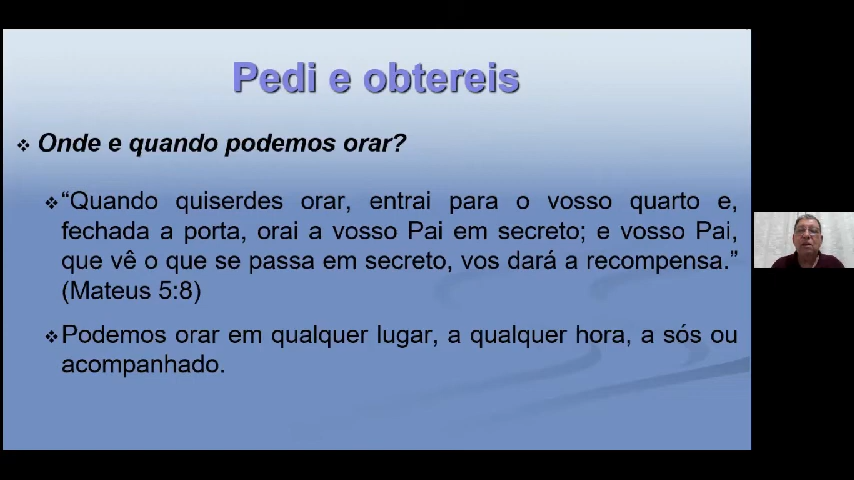 Pedi e obtereis
Onde e quando podemos orar?
“Quando quiserdes orar, entrai para o vosso quarto e,
fechada a porta, orai a vosso Pai em secreto; e vosso Pai,
que vê o que se passa em secreto, vos dará a recompensa.”
(Mateus 5:8)
Podemos orar em qualquer lugar, a qualquer hora, a sós ou
acompanhado.